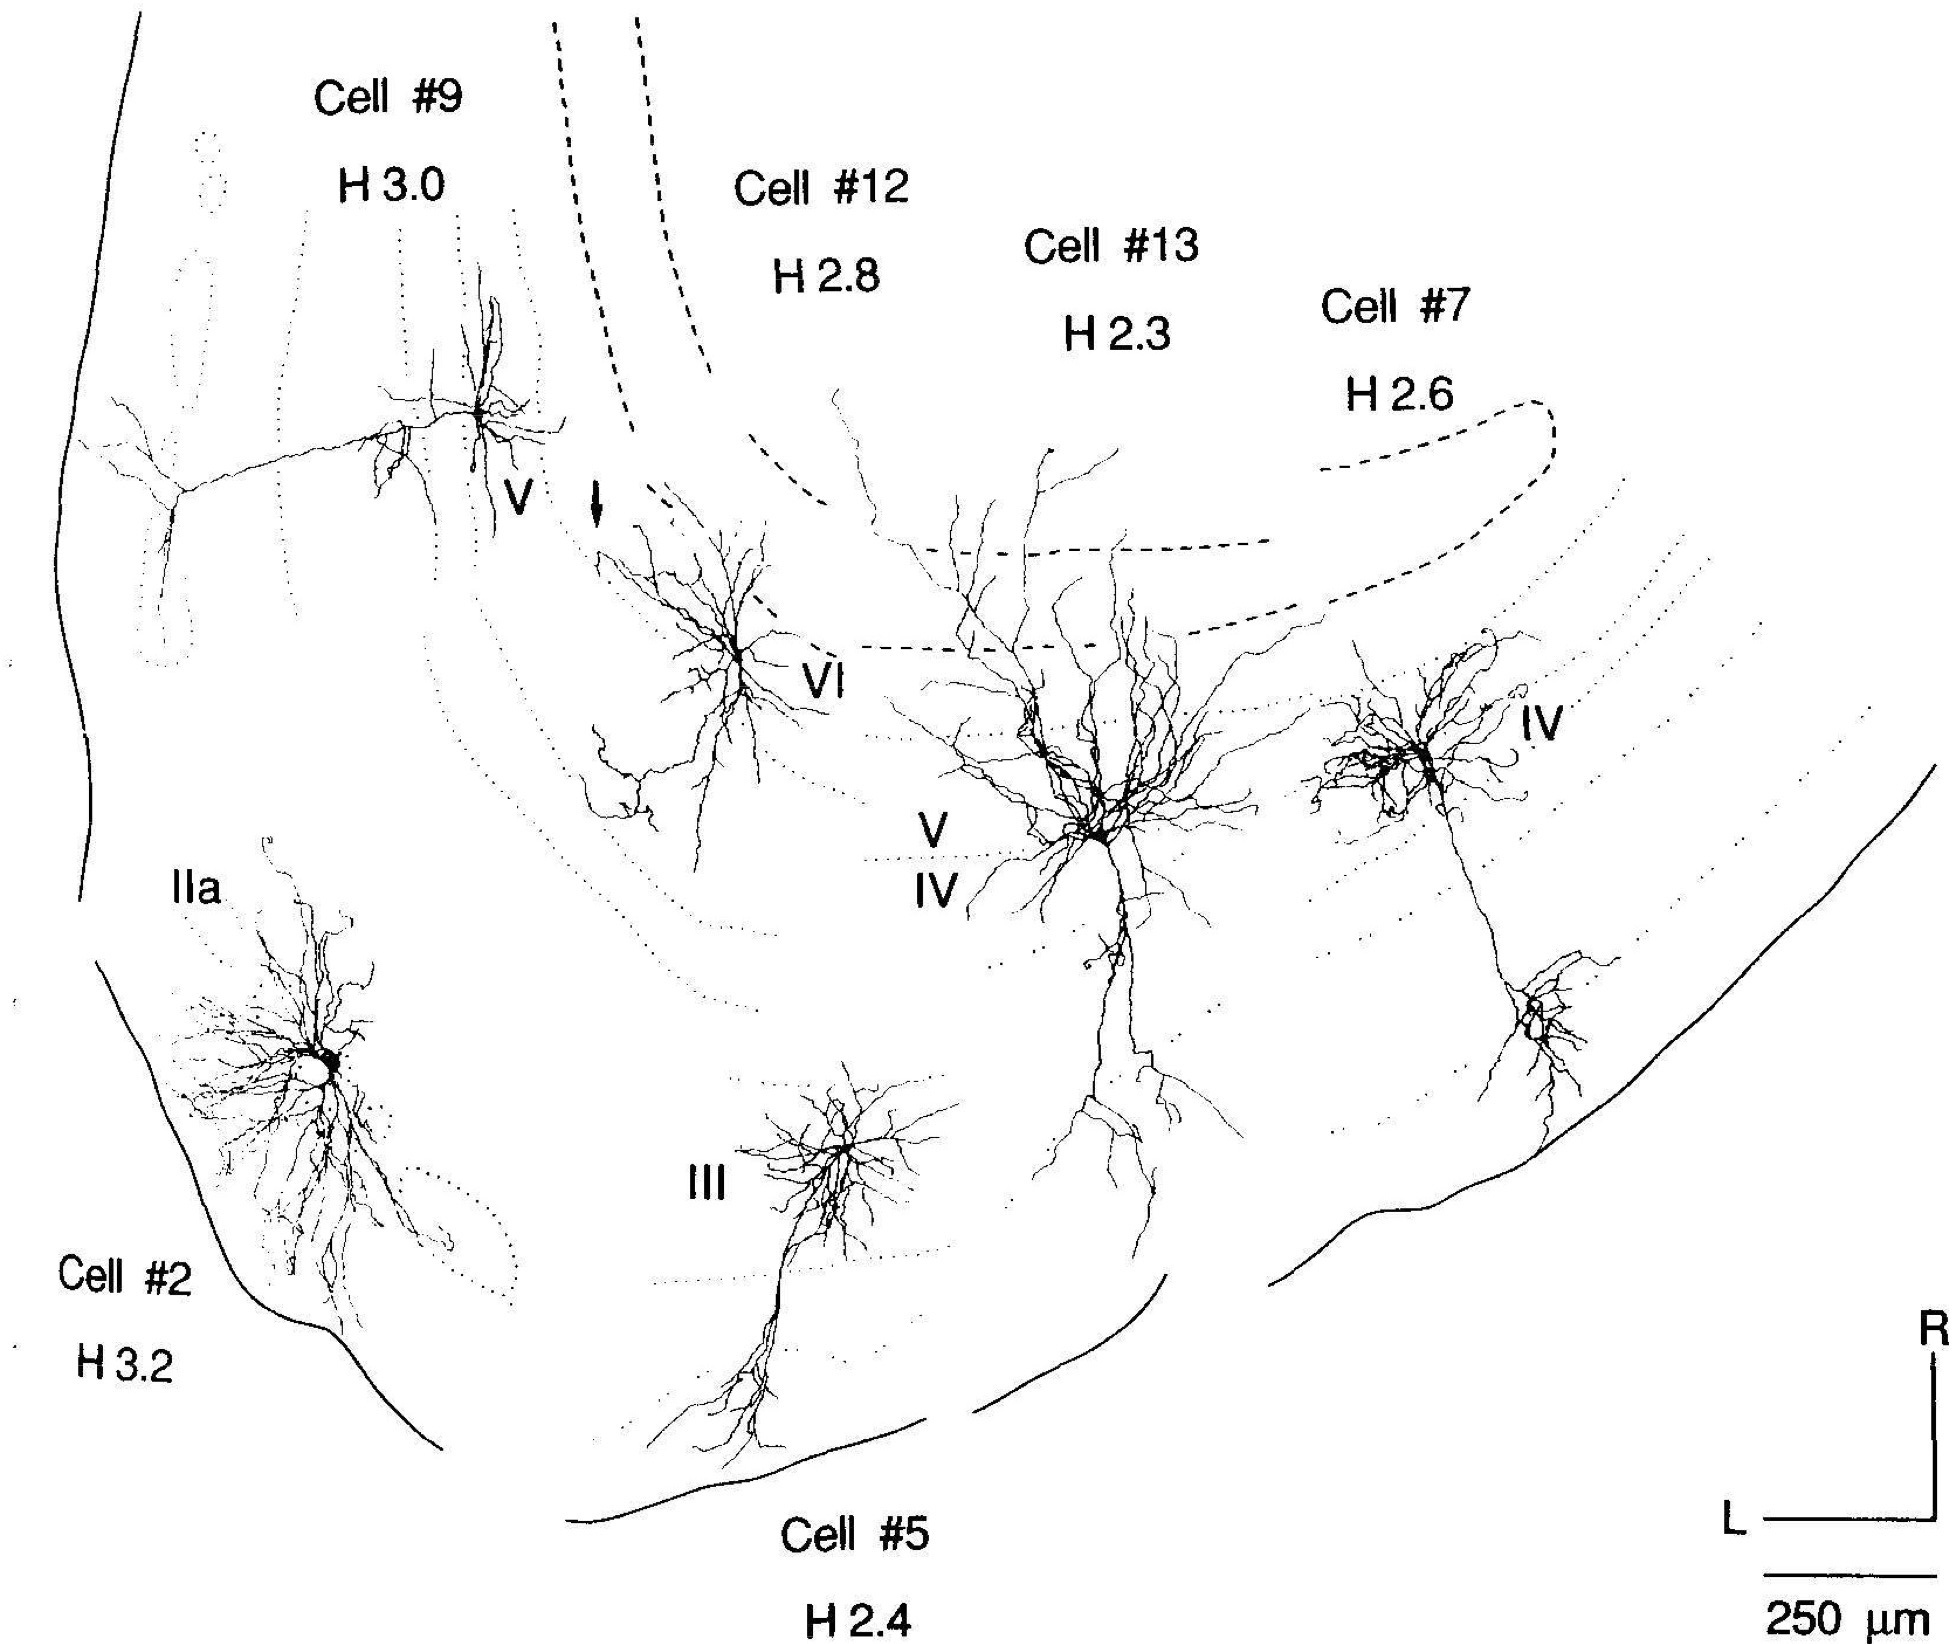 Cell #9
H 3.0
Cell #12
H 2.8
Cell #13
H 2.3
Cell #7
H 2.6
V
VI
IV
V
IV
IIa
III
Cell #2
H 3.2
Cell #5
H 2.4
R
L
250 µm